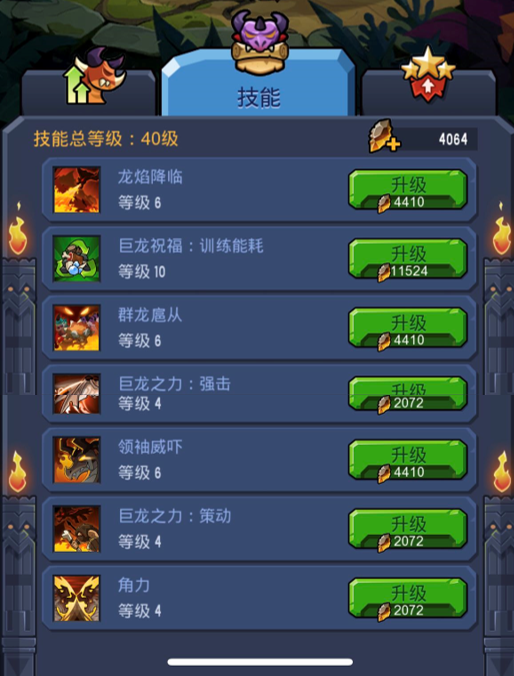 技能
技能总等级：40级
4064
龙焰降临
等级 6
升级
4410
巨龙祝福：训练能耗
等级 10
升级
11524
群龙扈从
等级 6
升级
4410
巨龙之力：强击
等级 4
升级
2072
领袖威吓
等级 6
升级
4410
巨龙之力：策动
等级 4
升级
2072
角力
等级 4
升级
2072